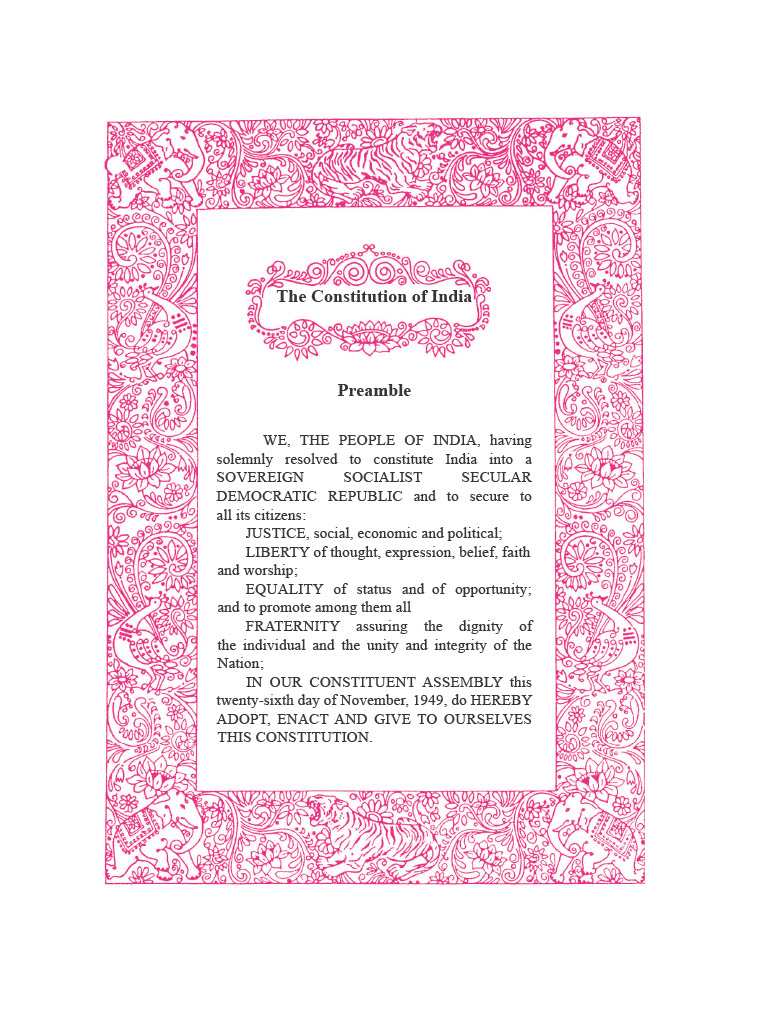 The Constitution of India
Preamble
WE, THE PEOPLE OF INDIA, having
solemnly resolved to constitute India into a
SOVEREIGN SOCIALIST SECULAR
DEMOCRATIC REPUBLIC and to secure to
all its citizens:
JUSTICE, social, economic and political;
LIBERTY of thought, expression, belief, faith
and worship;
EQUALITY of status and of opportunity;
and to promote among them all
FRATERNITY assuring the dignity of
the individual and the unity and integrity of the
Nation;
IN OUR CONSTITUENT ASSEMBLY this
twenty-sixth day of November, 1949, do HEREBY
ADOPT, ENACT AND GIVE TO OURSELVES
THIS CONSTITUTION.